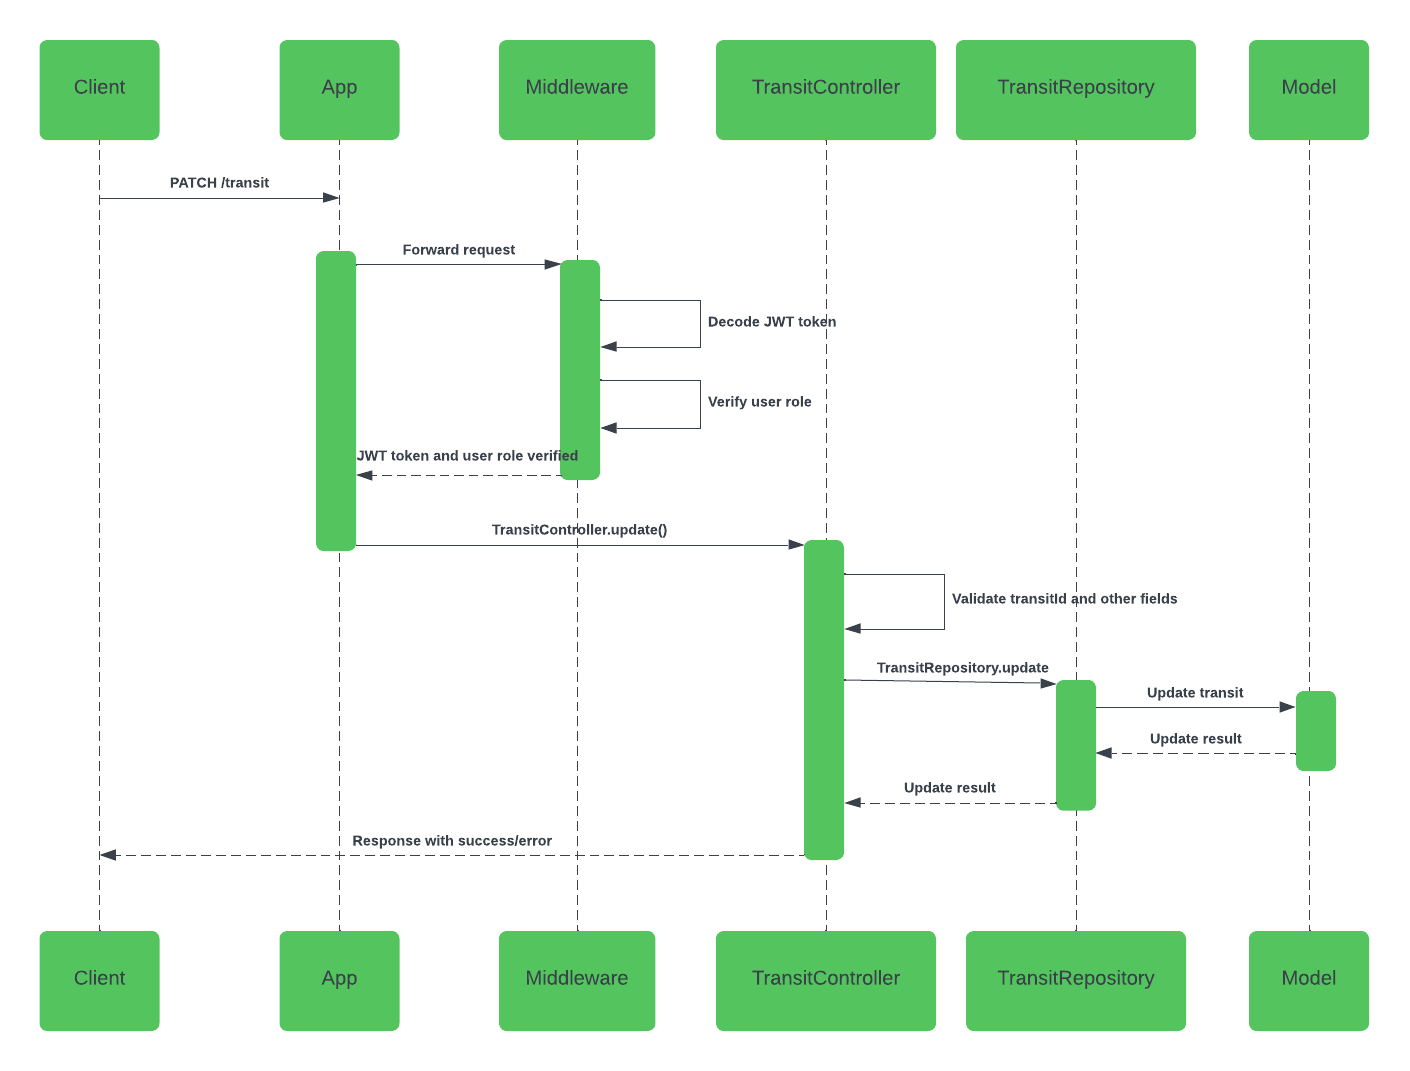 Client
App
Middleware
TransitController
TransitRepository
Model
PATCH /transit
Forward request
Decode JWT token
Verify user role
JWT token and user role verified
TransitController.update()
Validate transitId and other fields
TransitRepository.update
Update transit
Update result
Update result
Response with success/error
Client
App
Middleware
TransitController
TransitRepository
Model